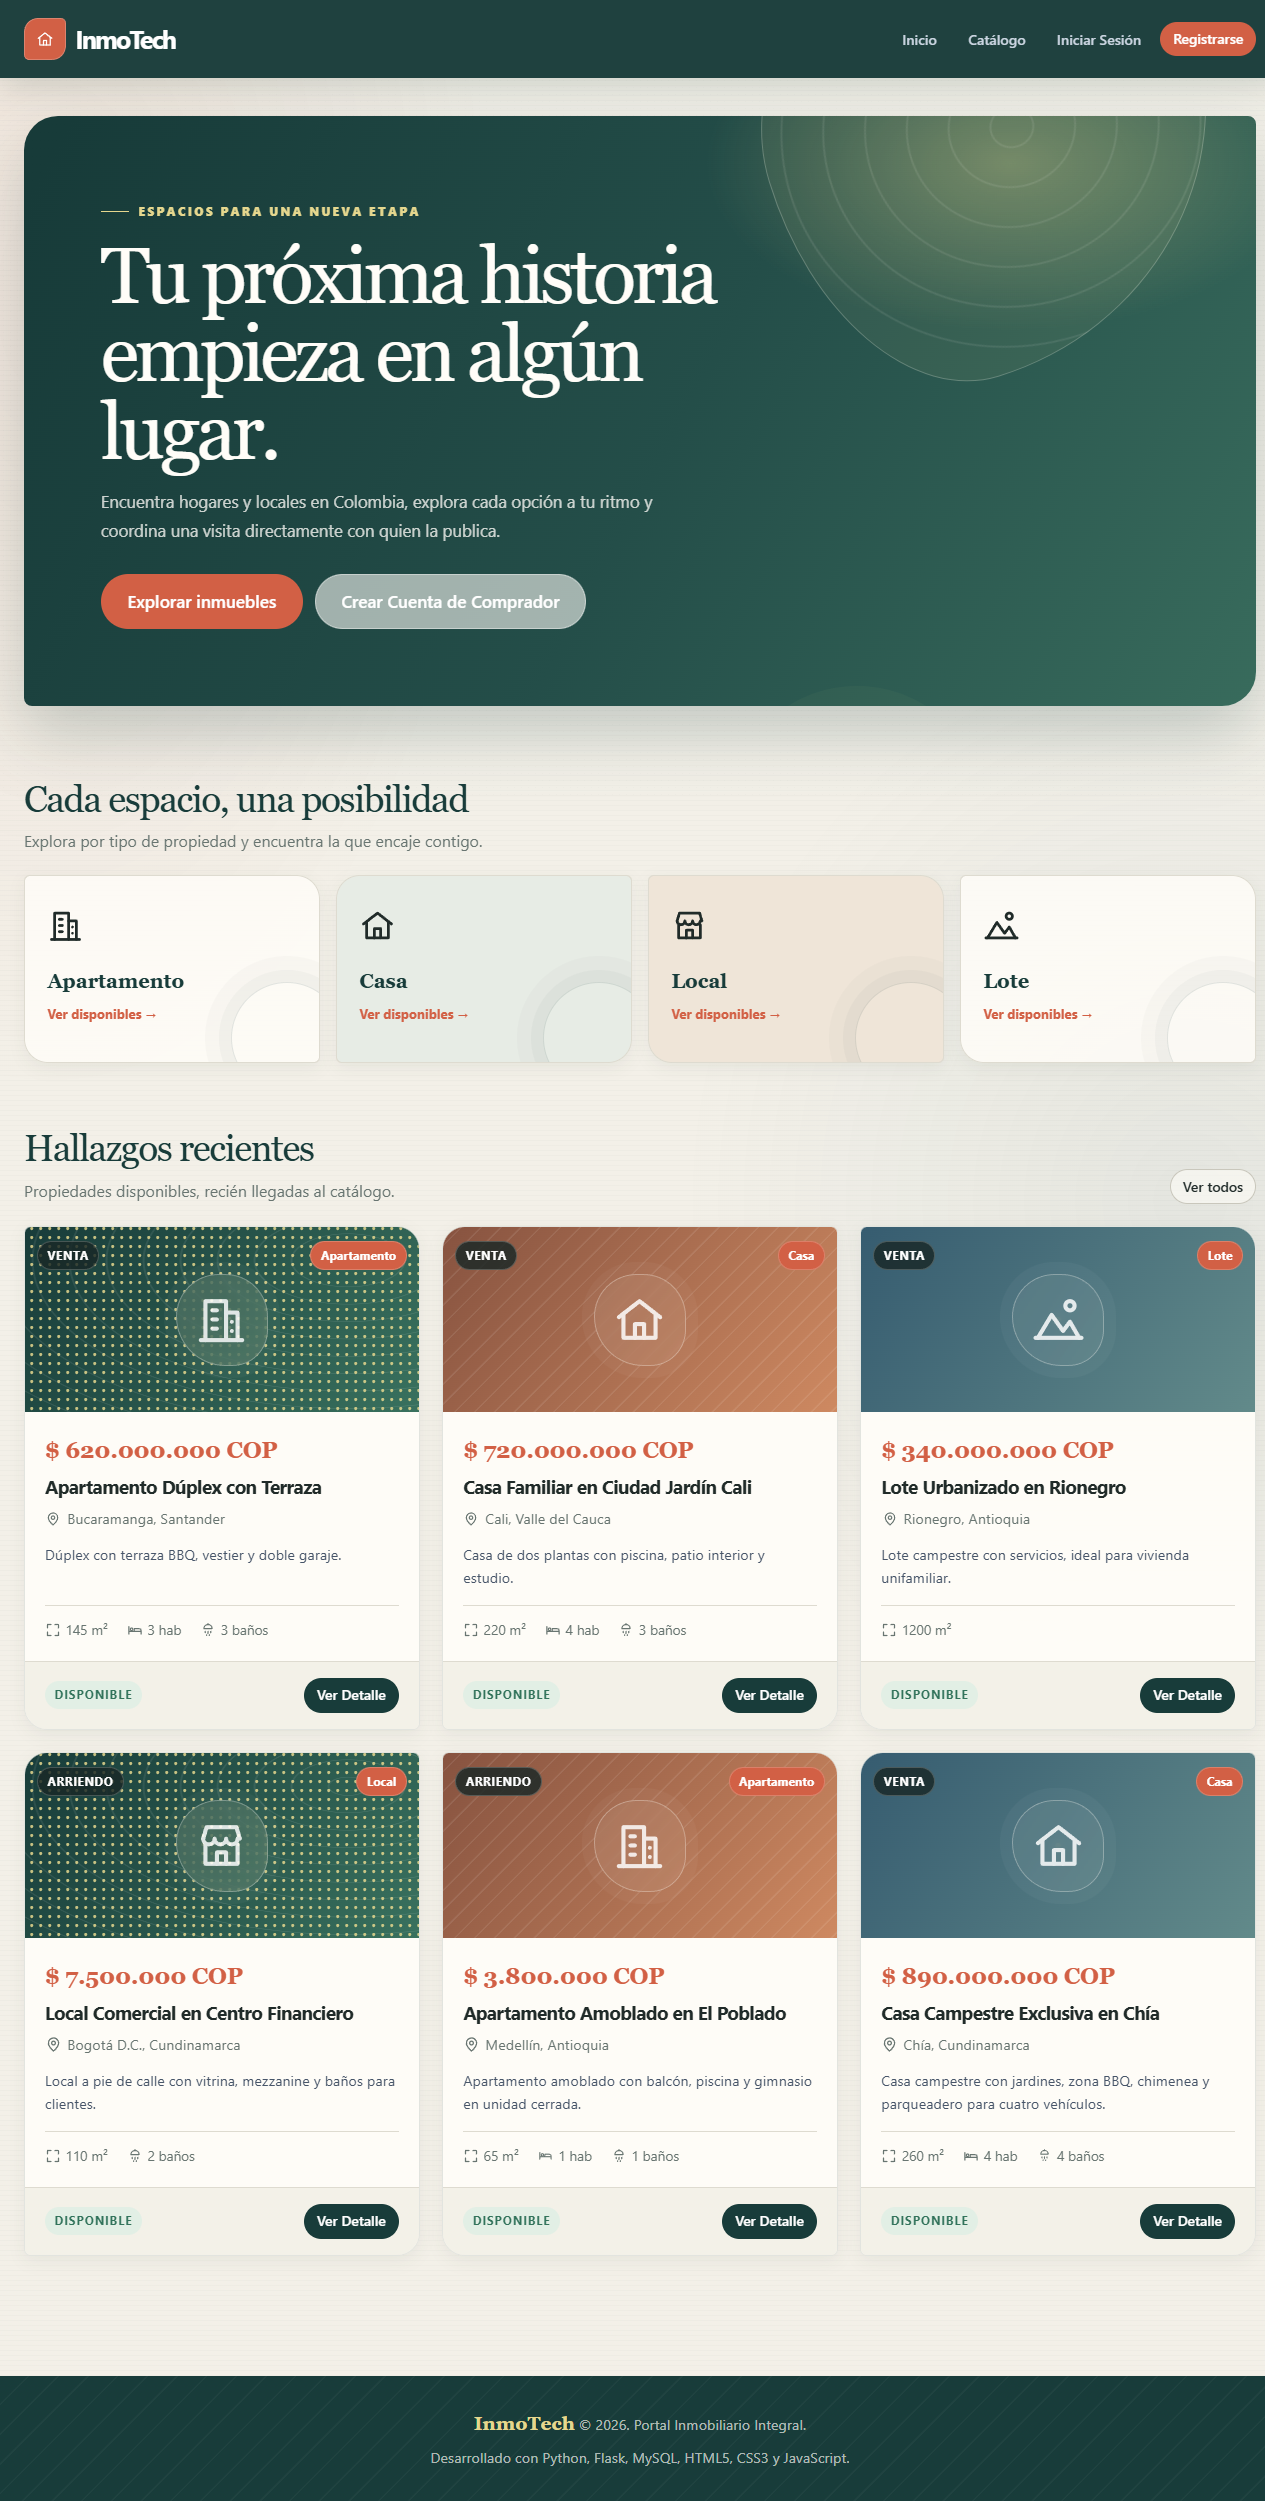 InmoTech
Inicio
Catálogo
Iniciar Sesión
Registrarse
ESPACIOS PARA UNA NUEVA ETAPA
Tu próxima historia
empieza en algún
lugar.
Encuentra hogares y locales en Colombia, explora cada opción a tu ritmo y
coordina una visita directamente con quien la publica.
Explorar inmuebles
Crear Cuenta de Comprador
Cada espacio, una posibilidad
Explora por tipo de propiedad y encuentra la que encaje contigo.
Apartamento
Ver disponibles →
Casa
Ver disponibles →
Local
Ver disponibles →
Lote
Ver disponibles →
Hallazgos recientes
Propiedades disponibles, recién llegadas al catálogo.
Ver todos
VENTA
Apartamento
$ 620.000.000 COP
Apartamento Dúplex con Terraza
Bucaramanga, Santander
Dúplex con terraza BBQ, vestier y doble garaje.
145 m² 3 hab 3 baños
DISPONIBLE
Ver Detalle
VENTA
Casa
$ 720.000.000 COP
Casa Familiar en Ciudad Jardín Cali
Cali, Valle del Cauca
Casa de dos plantas con piscina, patio interior y
estudio.
220 m² 4 hab 3 baños
DISPONIBLE
Ver Detalle
VENTA
Lote
$ 340.000.000 COP
Lote Urbanizado en Rionegro
Rionegro, Antioquia
Lote campestre con servicios, ideal para vivienda
unifamiliar.
1200 m²
DISPONIBLE
Ver Detalle
ARRIENDO
Local
$ 7.500.000 COP
Local Comercial en Centro Financiero
Bogotá D.C., Cundinamarca
Local a pie de calle con vitrina, mezzanine y baños para
clientes.
110 m² 2 baños
DISPONIBLE
Ver Detalle
ARRIENDO
Apartamento
$ 3.800.000 COP
Apartamento Amoblado en El Poblado
Medellín, Antioquia
Apartamento amoblado con balcón, piscina y gimnasio
en unidad cerrada.
65 m² 1 hab 1 baños
DISPONIBLE
Ver Detalle
VENTA
Casa
$ 890.000.000 COP
Casa Campestre Exclusiva en Chía
Chía, Cundinamarca
Casa campestre con jardines, zona BBQ, chimenea y
parqueadero para cuatro vehículos.
260 m² 4 hab 4 baños
DISPONIBLE
Ver Detalle
InmoTech © 2026. Portal Inmobiliario Integral.
Desarrollado con Python, Flask, MySQL, HTML5, CSS3 y JavaScript.